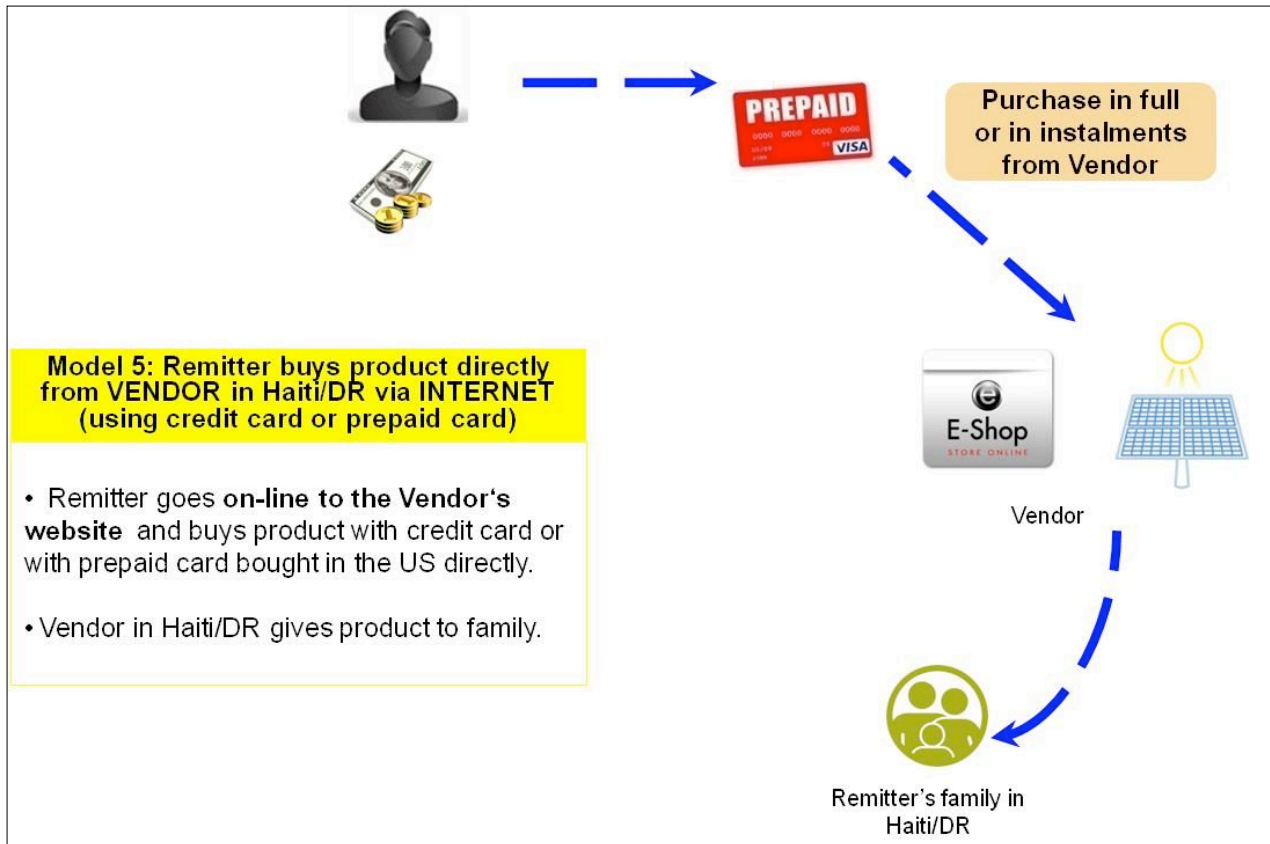 PREPAID
0000 0000 0000 0000
VISA
Purchase in full
or in instalments
from Vendor
Model 5: Remitter buys product directly
from VENDOR in Haiti/DR via INTERNET
(using credit card or prepaid card)
• Remitter goes on-line to the Vendor‘s
website and buys product with credit card or
with prepaid card bought in the US directly.
• Vendor in Haiti/DR gives product to family.
e
E-Shop
STORE ONLINE
Vendor
Remitter’s family in
Haiti/DR